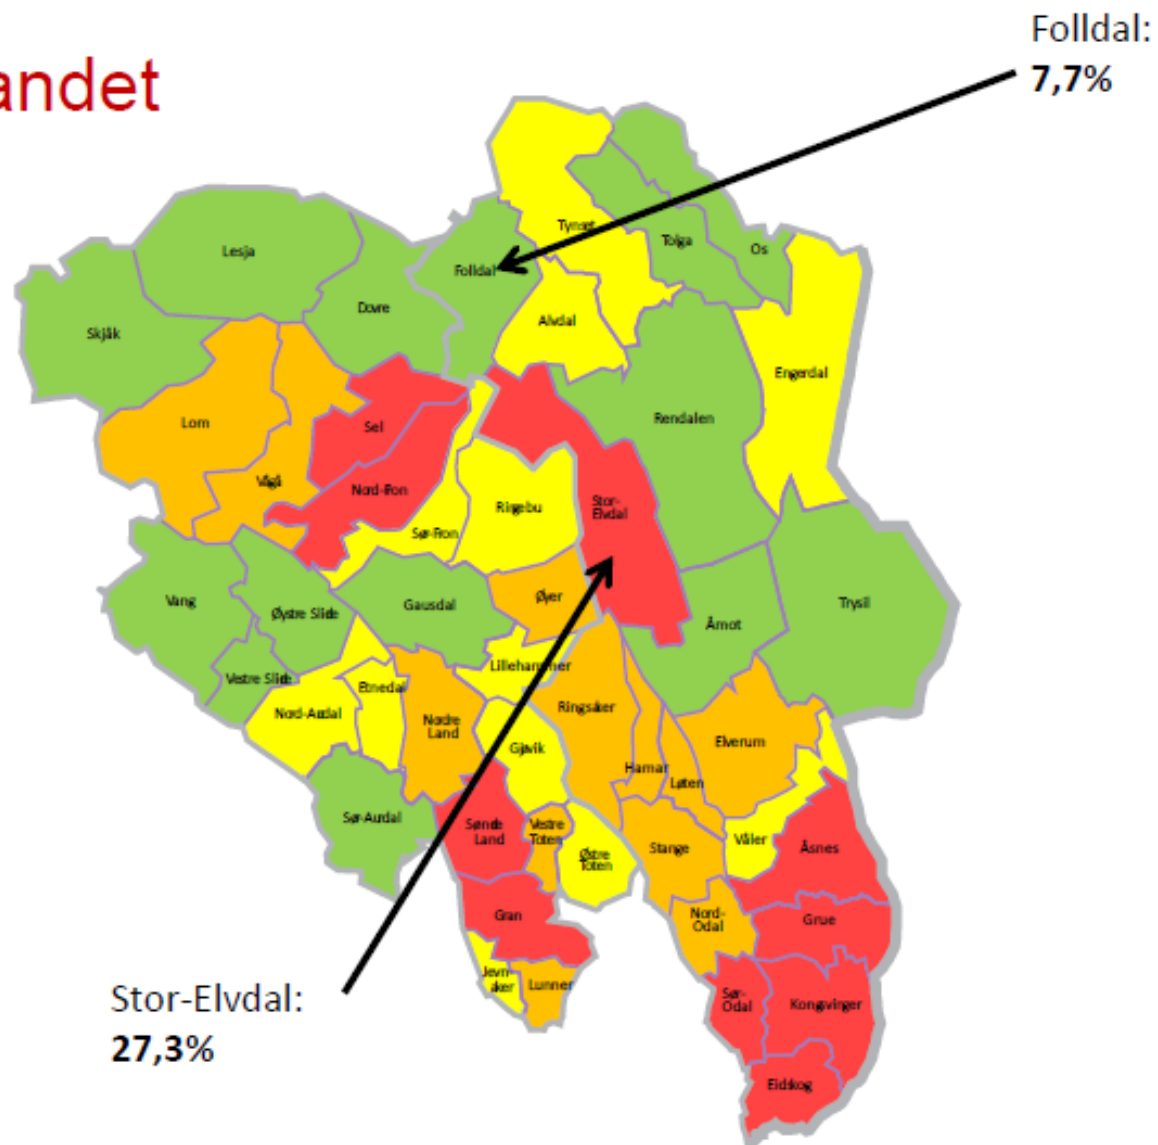 andet
Folldal:
7,7%
Tynset
Tolga
Os
Lesja
Folldal
Dovre
Alvdal
Skjåk
Engerdal
Rendalen
Lom
Sel
Vågå
Nord-Fron
Ringebu
Stor-
Elvdal
Sør-Fron
Vang
Øystre Slide
Gausdal
Øyer
Åmot
Trysil
Vestre Slide
Etnedal
Lillehammer
Nord-Aurdal
Nordre
Land
Ringsaker
Gjøvik
Elverum
Hamar
Løten
Sør-Aurdal
Søndre
Land
Vestre
Toten
Østre
Toten
Stange
Våler
Åsnes
Gran
Nord-
Odal
Grue
Jevn-
aker
Lunner
Sør-
Odal
Kongsvinger
Eidskog
Stor-Elvdal:
27,3%